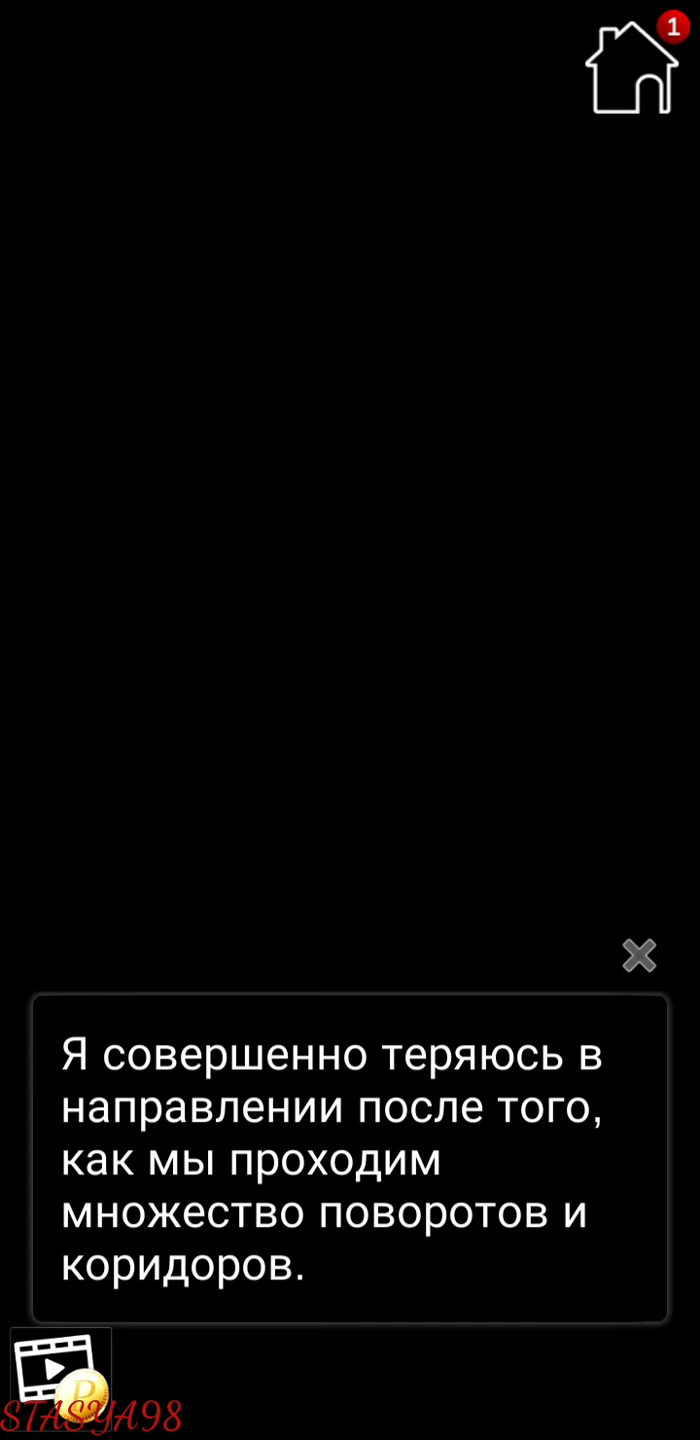 1
Я совершенно теряюсь в
направлении после того,
как мы проходим
множество поворотов и
коридоров.
P
STASYA98